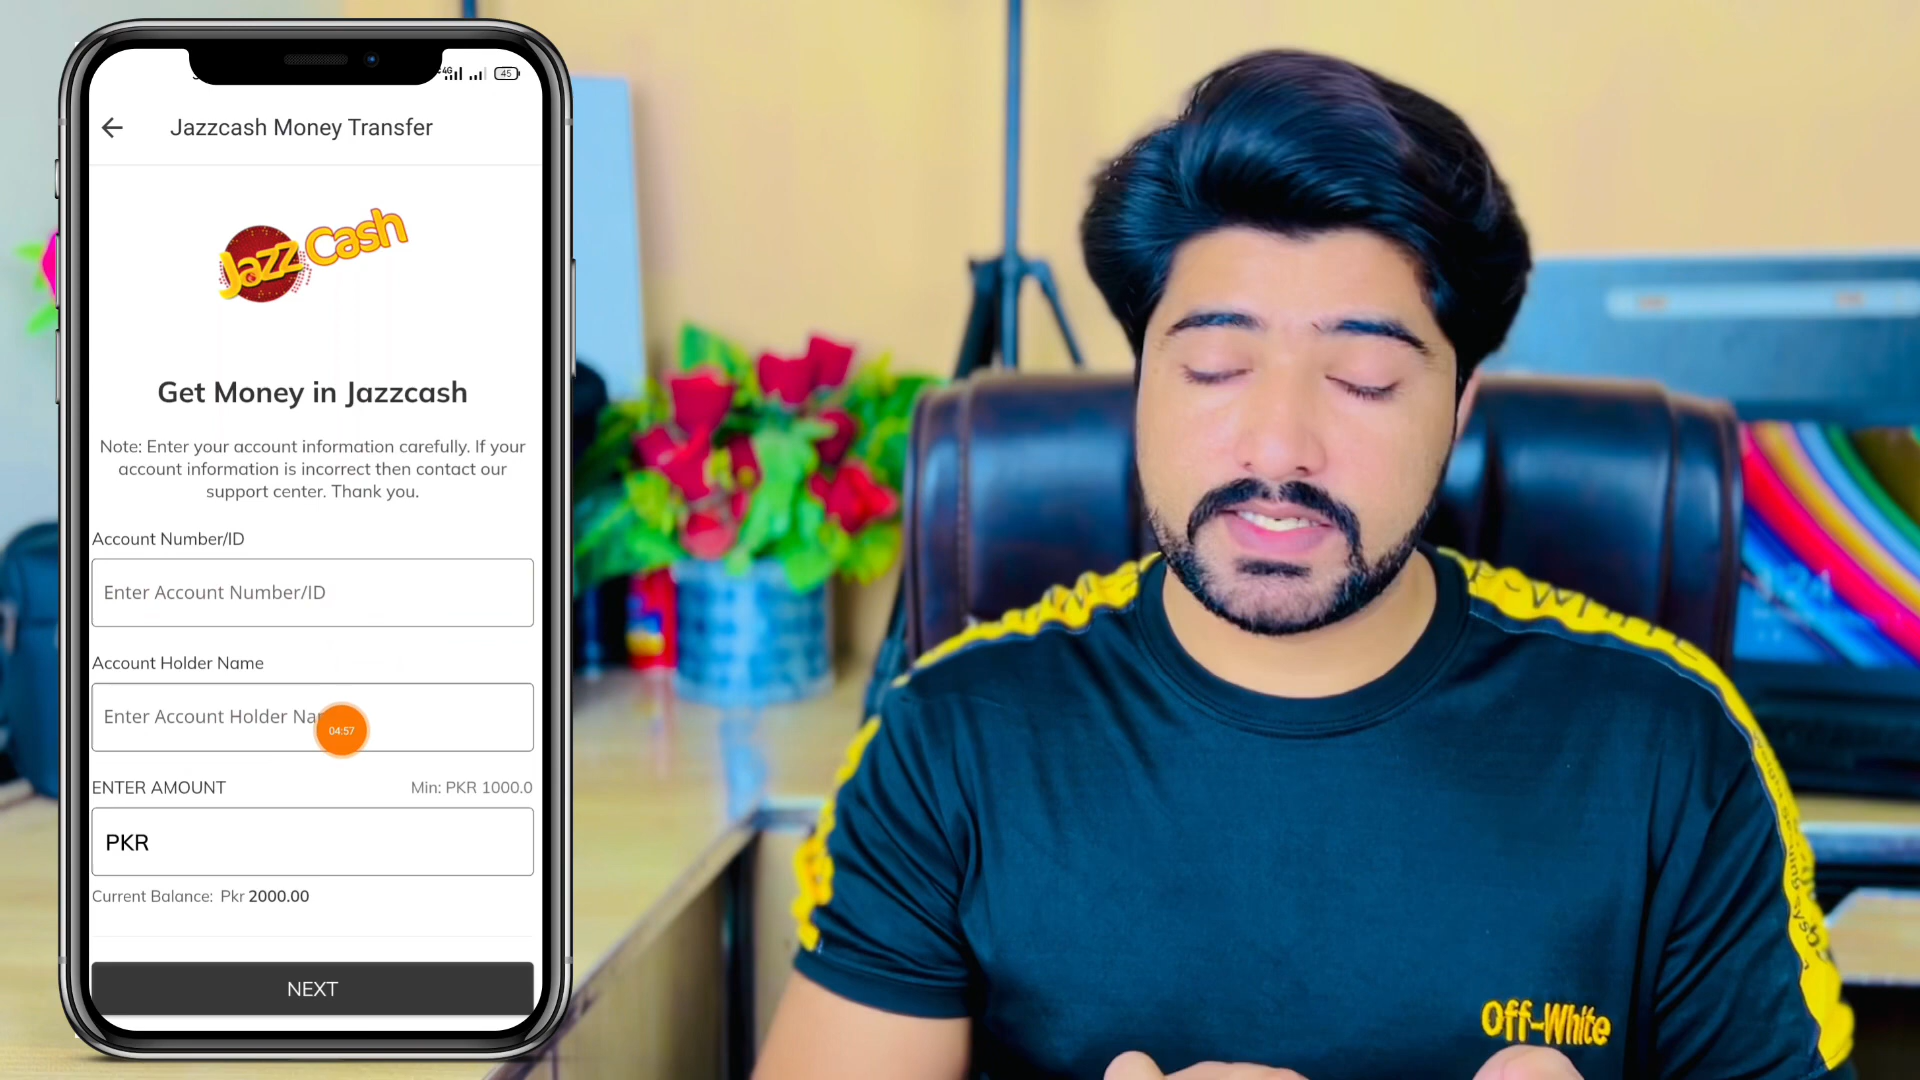 4G
45
Jazzcash Money Transfer
Jazz Cash
Get Money in Jazzcash
Note: Enter your account information carefully. If your
account information is incorrect then contact our
support center. Thank you.
Account Number/ID
Enter Account Number/ID
Account Holder Name
Enter Account Holder
04:57
ENTER AMOUNT
Min: PKR 1000.0
PKR
Current Balance: Pkr 2000.00
NEXT
Off-White